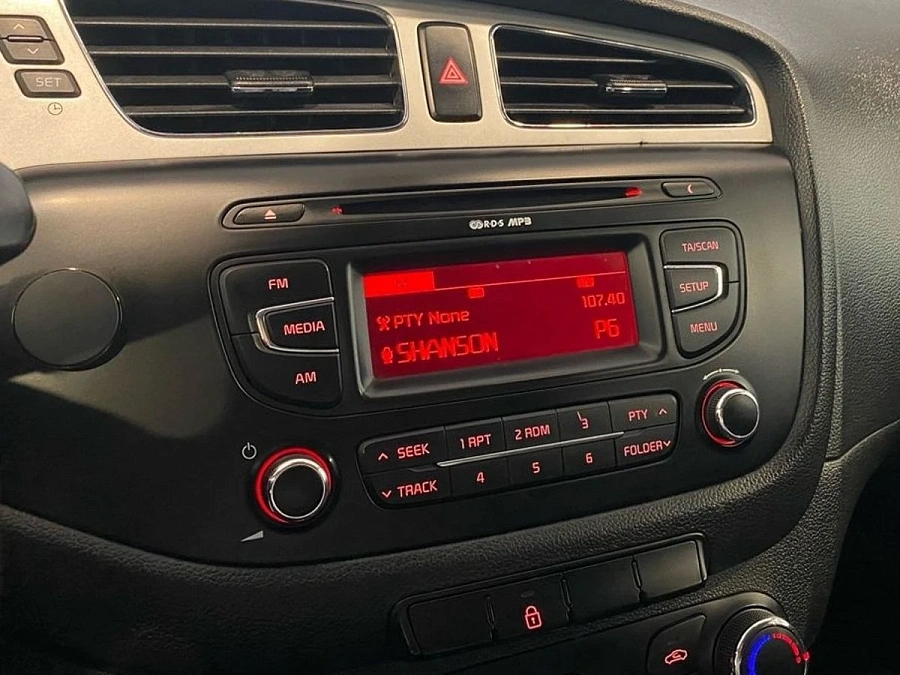 SET
RDS MP3
FM
MEDIA
AM
TA/SCAN
SETUP
MENU
107.40
PTY None
SHANSON P6
SEEK
TRACK
1 RPT
2 RDM
3
PTY
4
5
6
FOLDER